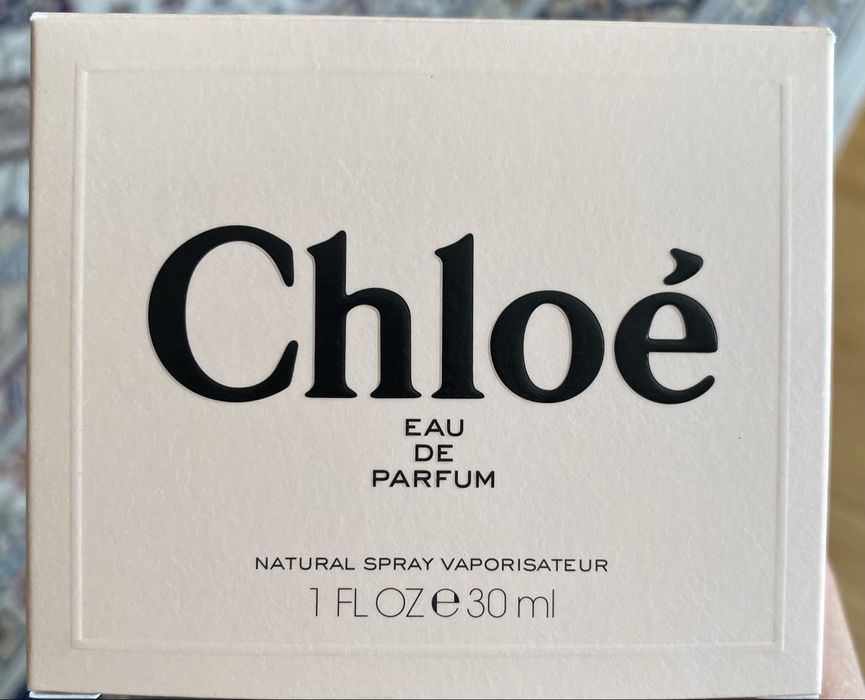 Chloé
EAU
DE
PARFUM
NATURAL SPRAY VAPORISATEUR
1 FL OZ ℮ 30 ml